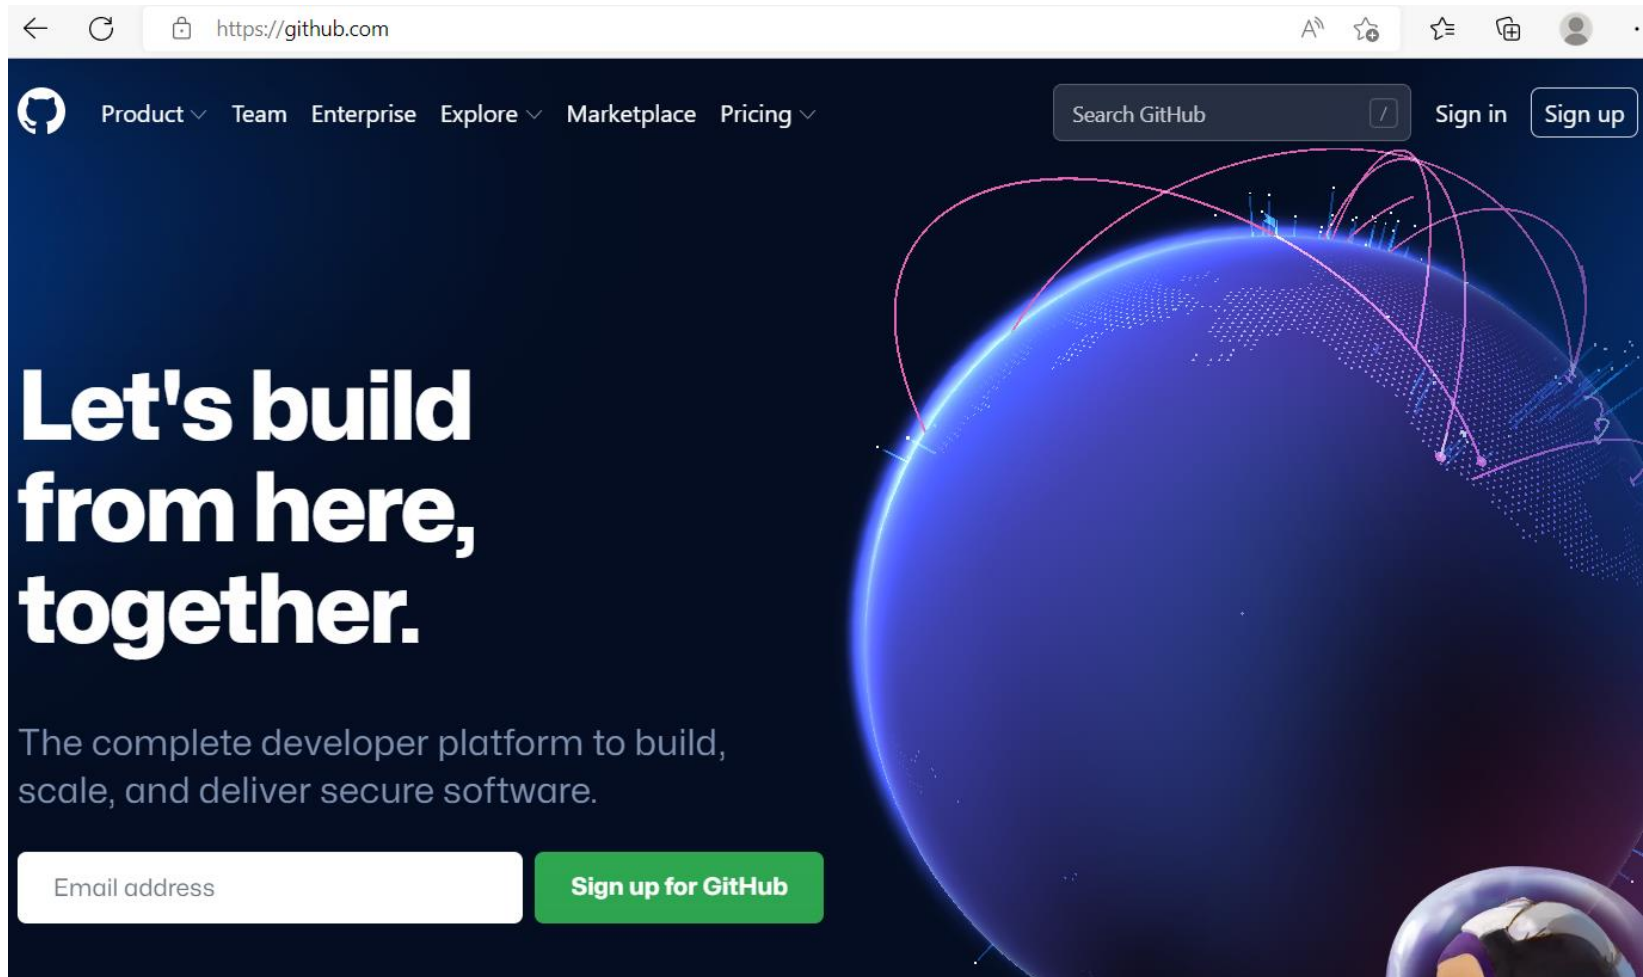 https://github.com
Product Team Enterprise Explore Marketplace Pricing Search GitHub / Sign in Sign up
Let's build
from here,
together.
The complete developer platform to build,
scale, and deliver secure software.
Email address Sign up for GitHub